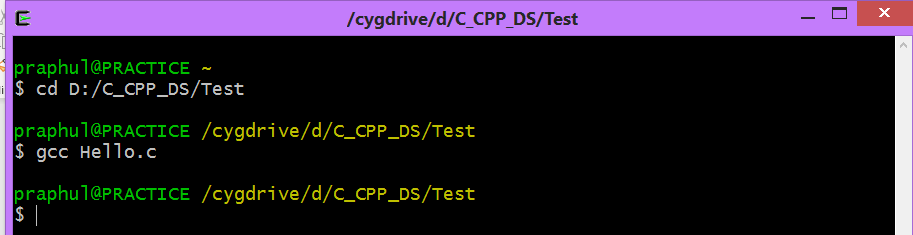 /cygdrive/d/C_CPP_DS/Test
praphul@PRACTICE ~
$ cd D:/C_CPP_DS/Test
praphul@PRACTICE /cygdrive/d/C_CPP_DS/Test
$ gcc Hello.c
praphul@PRACTICE /cygdrive/d/C_CPP_DS/Test
$